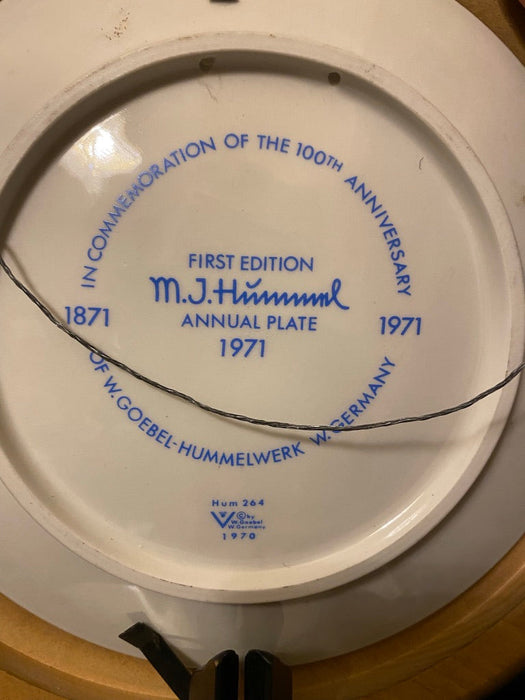 IN COMMEMORATION OF THE 100TH ANNIVERSARY
FIRST EDITION
M.J.Hümmel
ANNUAL PLATE
1971
1871
1971
OF W. GOEBEL-HUMMELWERK W. GERMANY
Hum 264
© by
W. Goebel
W. Germany
1970